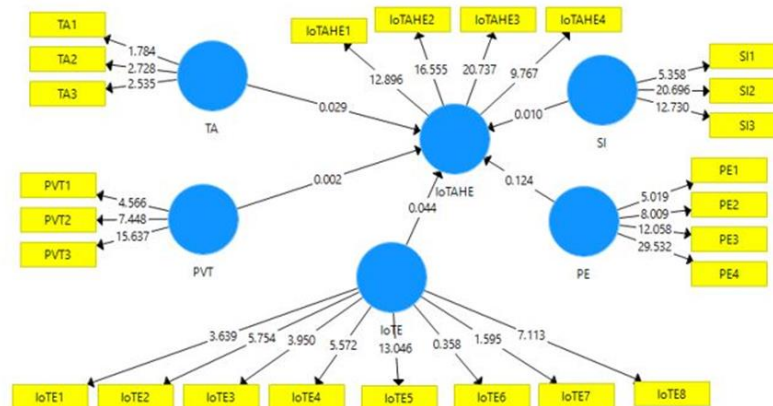 TA1
TA2
TA3
1.784
2.728
2.535
TA
IoTAHE1
IoTAHE2
IoTAHE3
IoTAHE4
12.896
16.555
20.737
9.767
IoTAHE
SI1
SI2
SI3
5.358
20.696
12.730
SI
0.029
0.010
0.002
0.124
0.044
PVT1
PVT2
PVT3
4.566
7.448
15.637
PVT
PE1
PE2
PE3
PE4
5.019
8.009
12.058
29.532
PE
IoTE
3.639
5.754
3.950
5.572
13.046
0.358
1.595
7.113
IoTE1
IoTE2
IoTE3
IoTE4
IoTE5
IoTE6
IoTE7
IoTE8